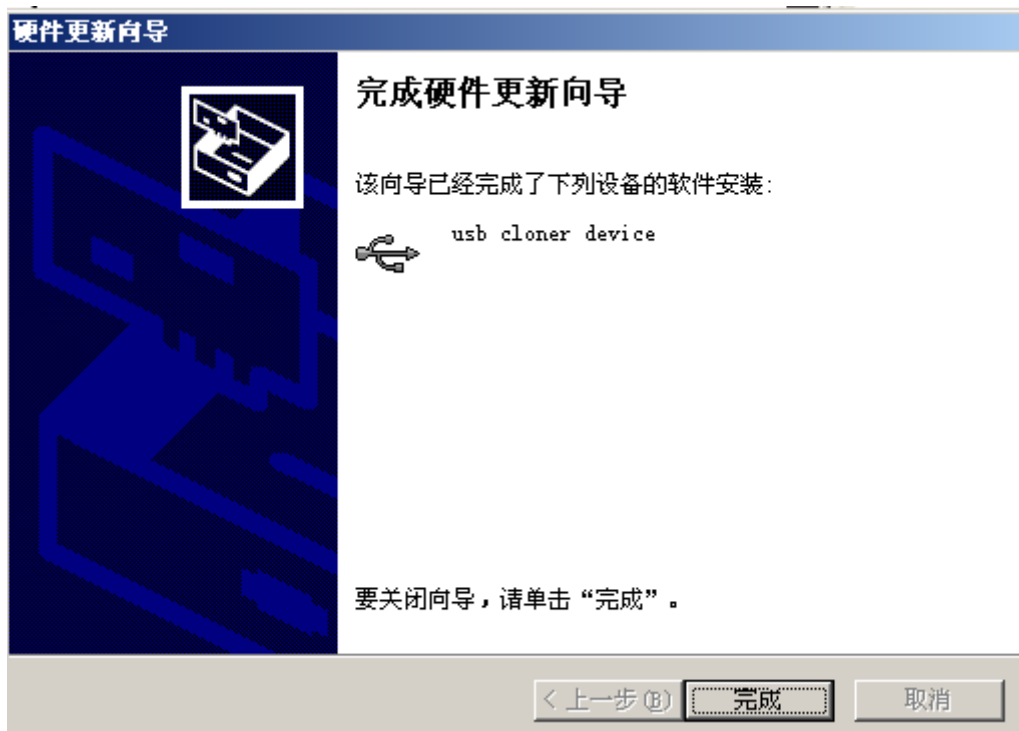 硬件更新向导
完成硬件更新向导
该向导已经完成了下列设备的软件安装:
usb cloner device
要关闭向导，请单击“完成”。
< 上一步(B)
完成
取消